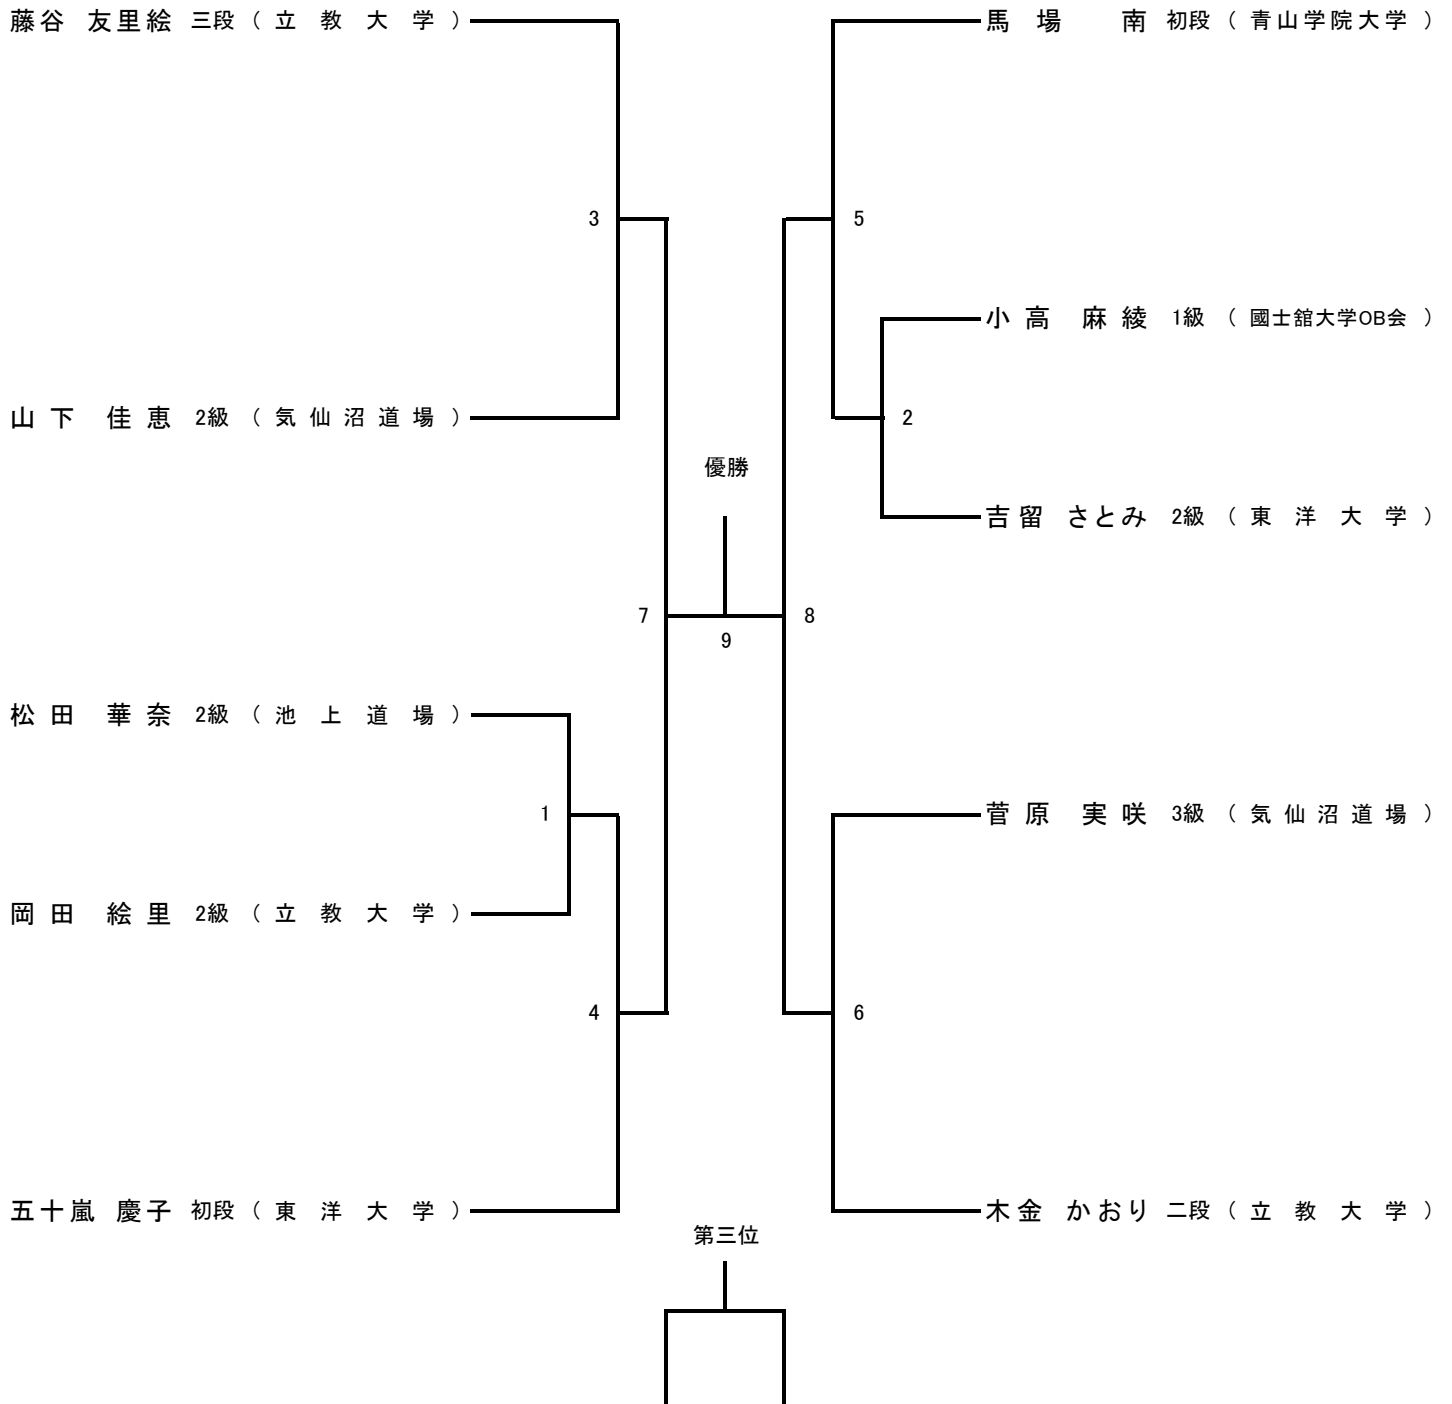 藤谷 友里絵 三段 （ 立 教 大 学 ）
馬 場 南 初段 （ 青山学院大学 ）
3
5
小 高 麻 綾 1級 （ 國士舘大学OB会 ）
山 下 佳 恵 2級 （ 気 仙 沼 道 場 ）
2
優勝
吉 留 さとみ 2級 （ 東 洋 大 学 ）
7
8
9
松 田 華 奈 2級 （ 池 上 道 場 ）
1
菅 原 実 咲 3級 （ 気 仙 沼 道 場 ）
岡 田 絵 里 2級 （ 立 教 大 学 ）
4
6
五十嵐 慶子 初段 （ 東 洋 大 学 ）
木金 かおり 二段 （ 立 教 大 学 ）
第三位